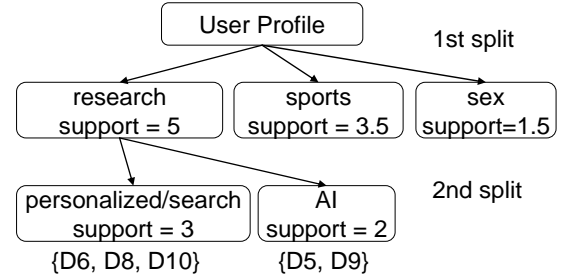 User Profile
1st split
research
support = 5
sports
support = 3.5
sex
support=1.5
2nd split
personalized/search
support = 3
AI
support = 2
{D6, D8, D10}
{D5, D9}